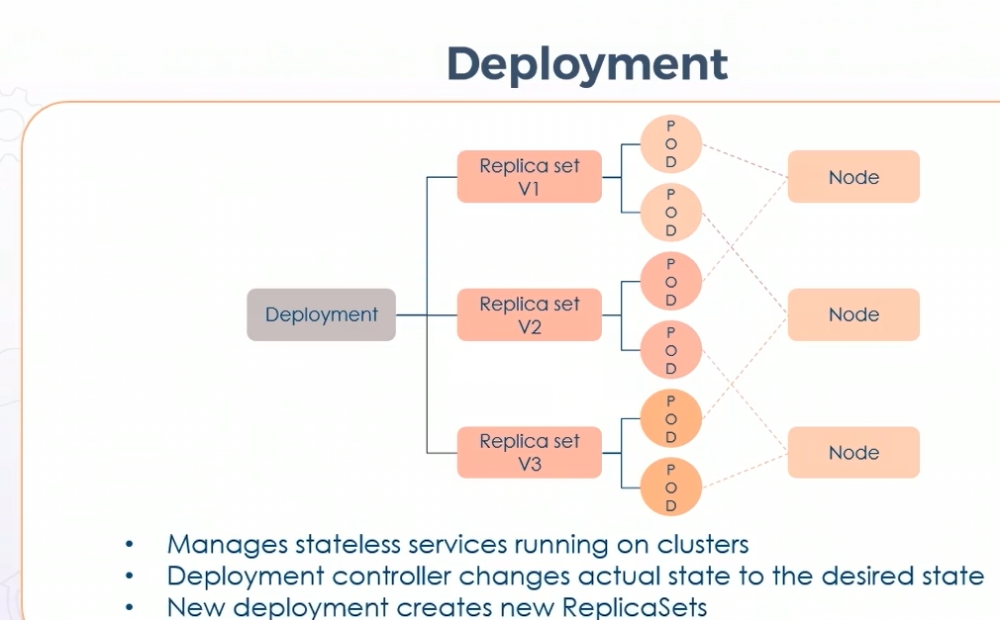 Deployment
P
O
D
Replica set
V1
Node
P
O
D
P
O
D
Deployment
Replica set
V2
Node
P
O
D
P
O
D
Replica set
V3
Node
P
O
D
• Manages stateless services running on clusters
• Deployment controller changes actual state to the desired state
• New deployment creates new ReplicaSets